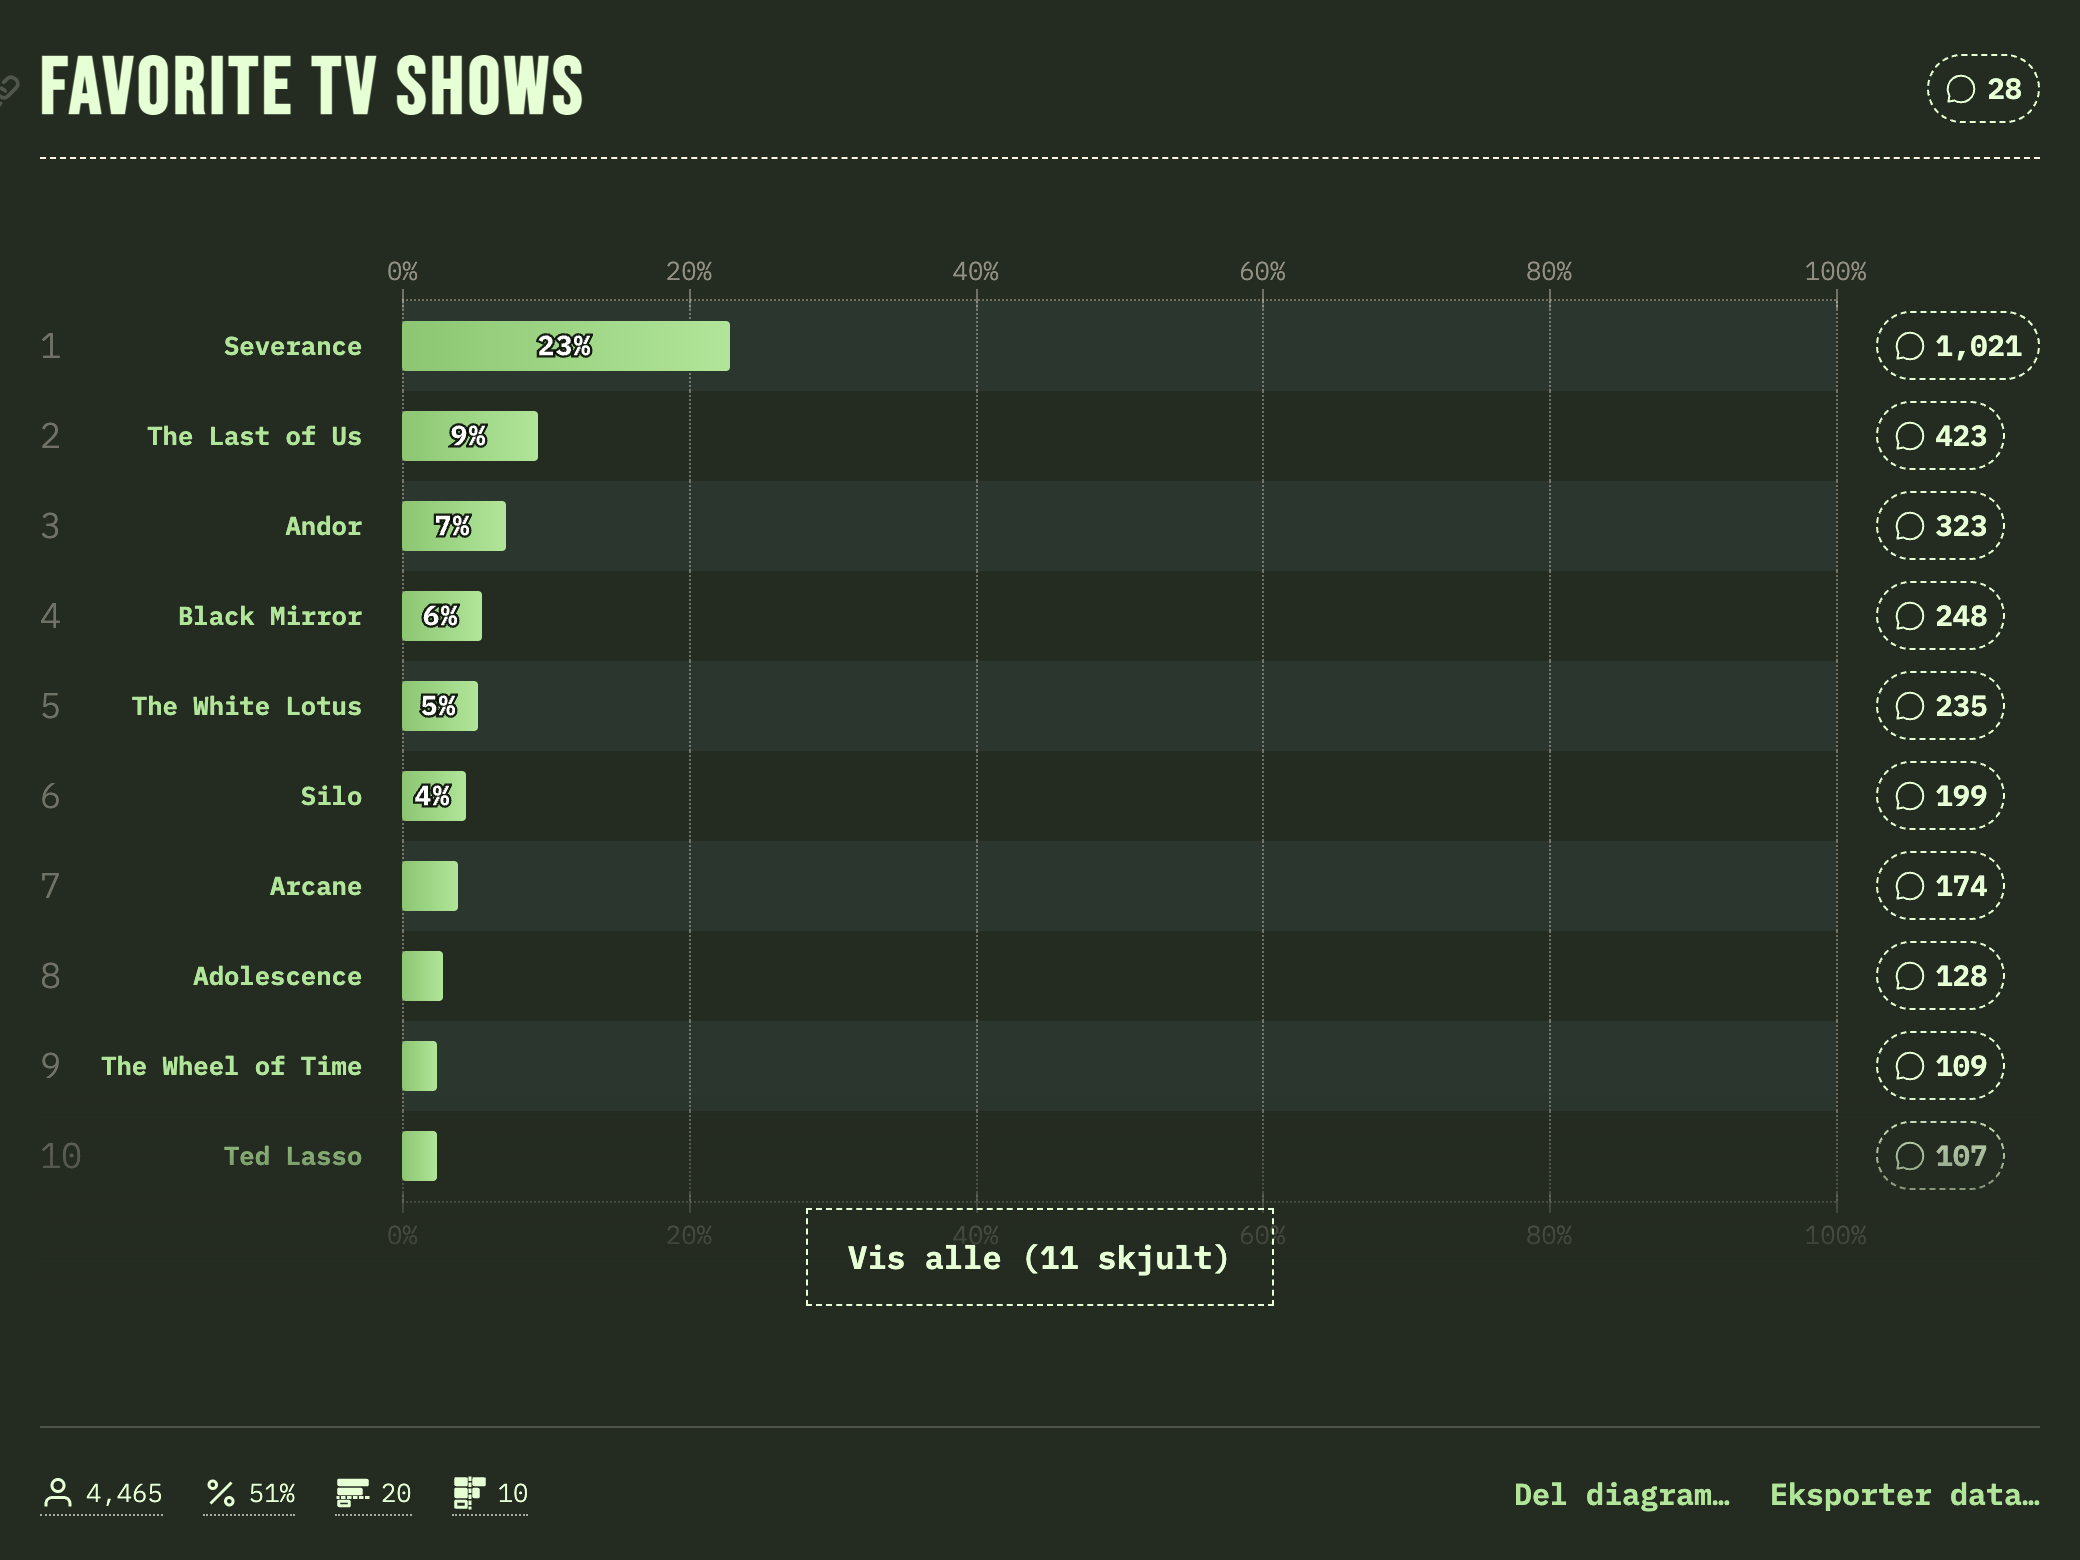 FAVORITE TV SHOWS
28
0% 20% 40% 60% 80% 100%
1 Severance 23% 1,021
2 The Last of Us 9% 423
3 Andor 7% 323
4 Black Mirror 6% 248
5 The White Lotus 5% 235
6 Silo 4% 199
7 Arcane 174
8 Adolescence 128
9 The Wheel of Time 109
10 Ted Lasso 107
0% 20% 40% 60% 80% 100%
Vis alle (11 skjult)
4,465 % 51% 20 10
Del diagram… Eksporter data…